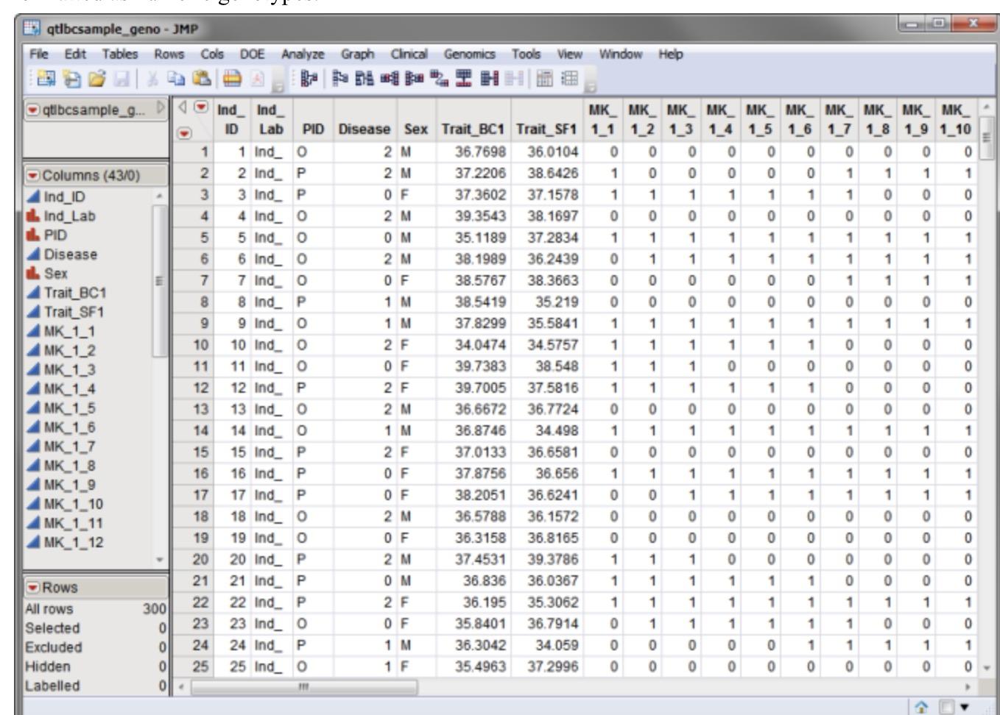 qtlbcsample_geno - JMP
File Edit Tables Rows Cols DOE Analyze Graph Clinical Genomics Tools View Window Help
qtlbcsample_g...
Columns (43/0)
Ind_ID
Ind_Lab
PID
Disease
Sex
Trait_BC1
Trait_SF1
MK_1_1
MK_1_2
MK_1_3
MK_1_4
MK_1_5
MK_1_6
MK_1_7
MK_1_8
MK_1_9
MK_1_10
MK_1_11
MK_1_12
Rows
All rows 300
Selected 0
Excluded 0
Hidden 0
Labelled 0
Ind_ Ind_ MK_ MK_ MK_ MK_ MK_ MK_ MK_ MK_ MK_ MK_
ID Lab PID Disease Sex Trait_BC1 Trait_SF1 1_1 1_2 1_3 1_4 1_5 1_6 1_7 1_8 1_9 1_10
1 1 Ind_ O 2 M 36.7698 36.0104 0 0 0 0 0 0 0 0 0 0
2 2 Ind_ P 2 M 37.2206 38.6426 1 0 0 0 0 0 1 1 1 1
3 3 Ind_ P 0 F 37.3602 37.1578 1 1 1 1 1 1 1 0 0 0
4 4 Ind_ O 2 M 39.3543 38.1697 0 0 0 0 0 0 0 0 0 0
5 5 Ind_ O 0 M 35.1189 37.2834 1 1 1 1 1 1 1 1 1 1
6 6 Ind_ O 2 M 38.1989 36.2439 0 1 1 1 1 1 1 1 1 1
7 7 Ind_ O 0 F 38.5767 38.3663 0 0 0 0 0 0 1 1 1 1
8 8 Ind_ P 1 M 38.5419 35.219 0 0 0 0 0 0 0 0 0 0
9 9 Ind_ O 1 M 37.8299 35.5841 1 1 1 1 1 1 1 1 1 1
10 10 Ind_ O 2 F 34.0474 34.5757 1 1 1 1 1 1 0 0 0 0
11 11 Ind_ O 0 F 39.7383 38.548 1 1 1 0 0 0 0 0 0 0
12 12 Ind_ P 2 F 39.7005 37.5816 1 1 1 1 1 1 0 0 0 0
13 13 Ind_ O 2 M 36.6672 36.7724 0 0 0 0 0 0 0 0 0 0
14 14 Ind_ O 1 M 36.8746 34.498 1 1 1 1 1 1 1 1 1 1
15 15 Ind_ P 2 F 37.0133 36.6581 0 0 0 0 0 0 0 0 0 0
16 16 Ind_ P 0 F 37.8756 36.656 1 1 1 1 1 1 1 1 1 1
17 17 Ind_ P 0 F 38.2051 36.6241 0 0 1 1 1 1 1 1 1 1
18 18 Ind_ O 2 M 36.5788 36.1572 0 0 0 0 0 0 0 0 0 0
19 19 Ind_ O 0 F 36.3158 36.8165 0 0 0 0 0 0 0 0 0 0
20 20 Ind_ P 2 M 37.4531 39.3786 1 1 1 0 0 0 0 0 0 0
21 21 Ind_ P 0 M 36.836 36.0367 1 1 1 1 1 1 0 0 0 0
22 22 Ind_ P 2 F 36.195 35.3062 1 1 1 1 1 1 1 1 1 1
23 23 Ind_ O 0 F 35.8401 36.7914 0 1 1 1 1 1 1 0 0 0
24 24 Ind_ P 1 M 36.3042 34.059 0 0 0 0 0 1 1 1 1 1
25 25 Ind_ O 1 F 35.4963 37.2996 0 0 0 0 0 0 0 0 0 0